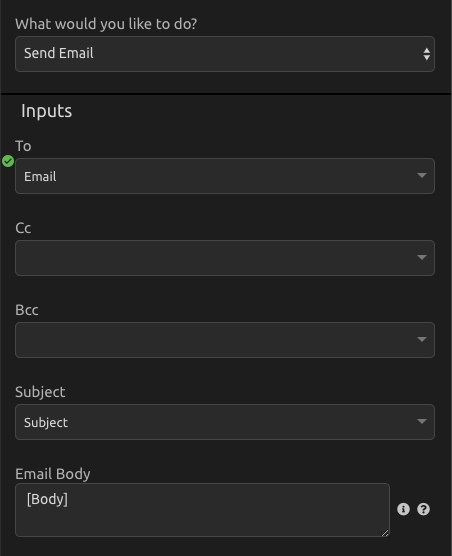 What would you like to do?
Send Email
Inputs
To
Email
Cc
Bcc
Subject
Subject
Email Body
[Body]